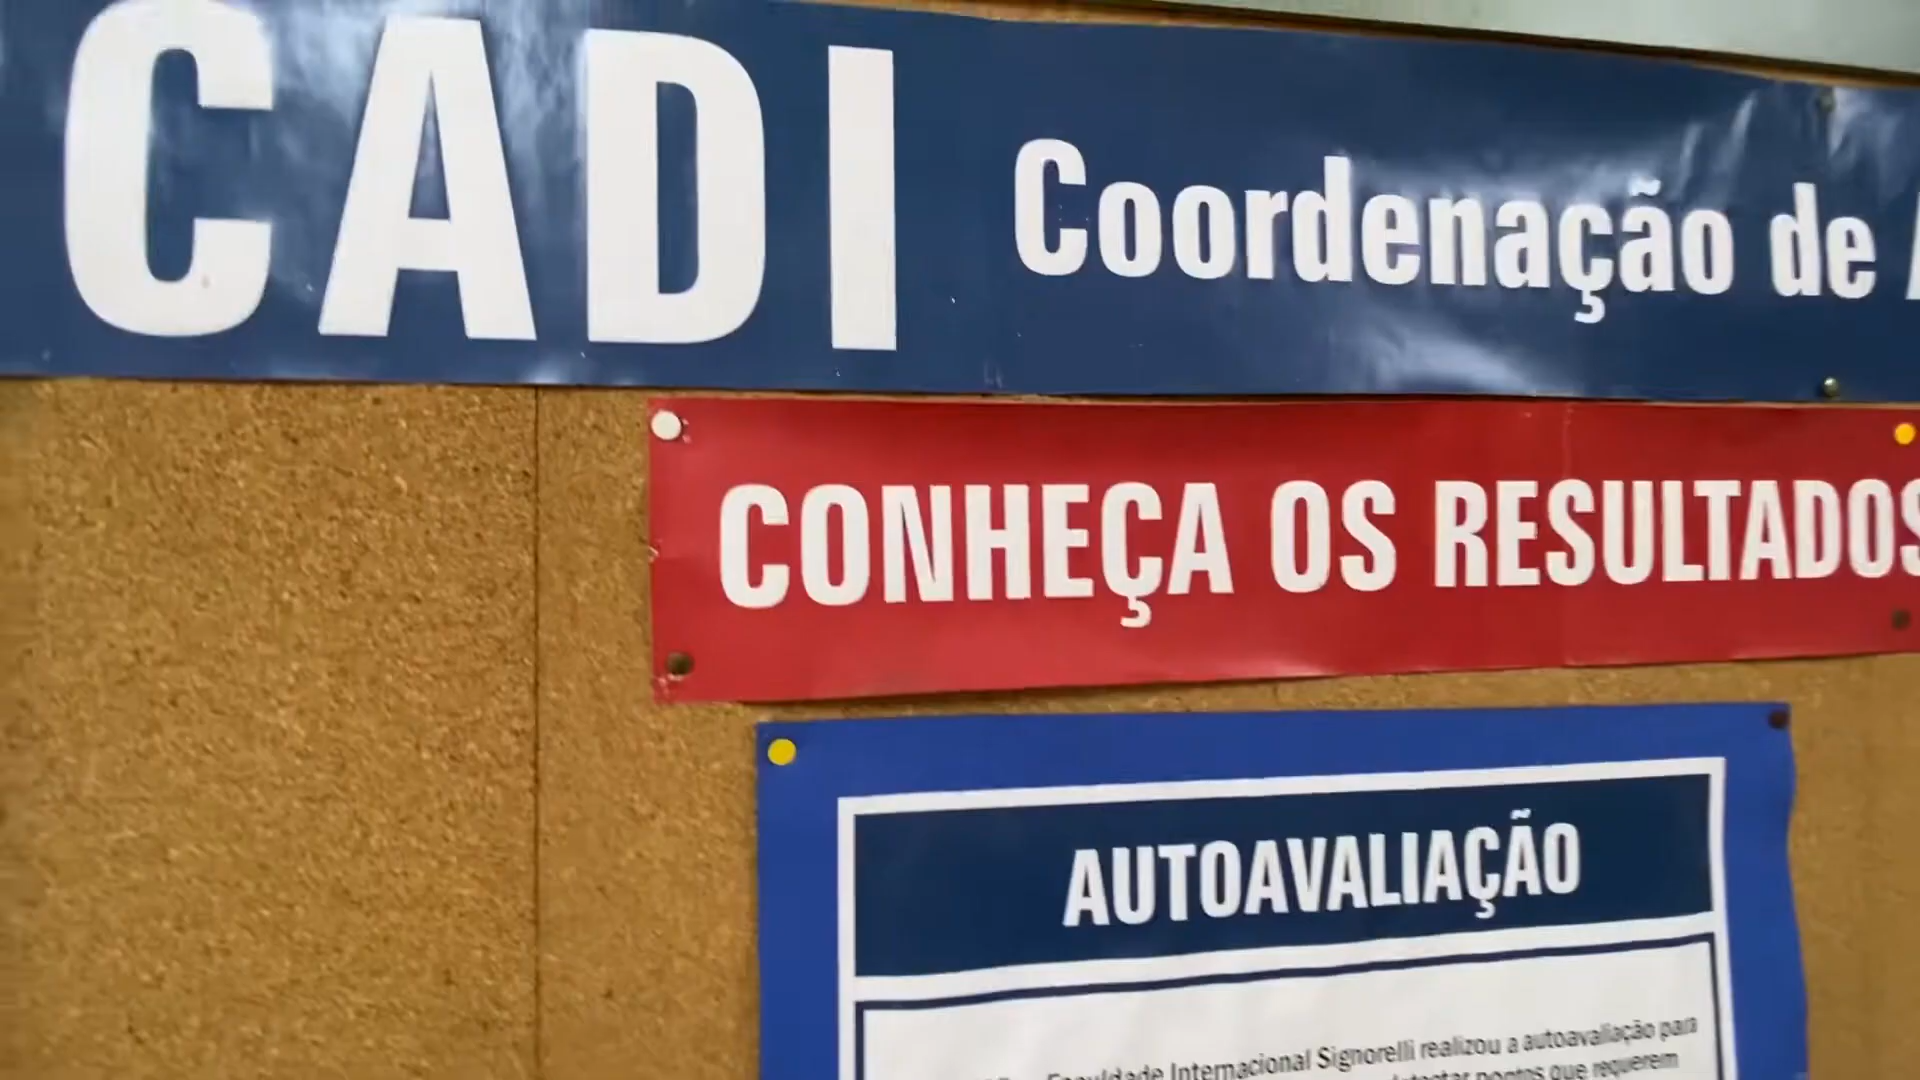 CADI Coordenação de
CONHEÇA OS RESULTADOS
AUTOAVALIAÇÃO
Faculdade Internacional Signorelli realizou a autoavaliação para
detectar pontos que requerem